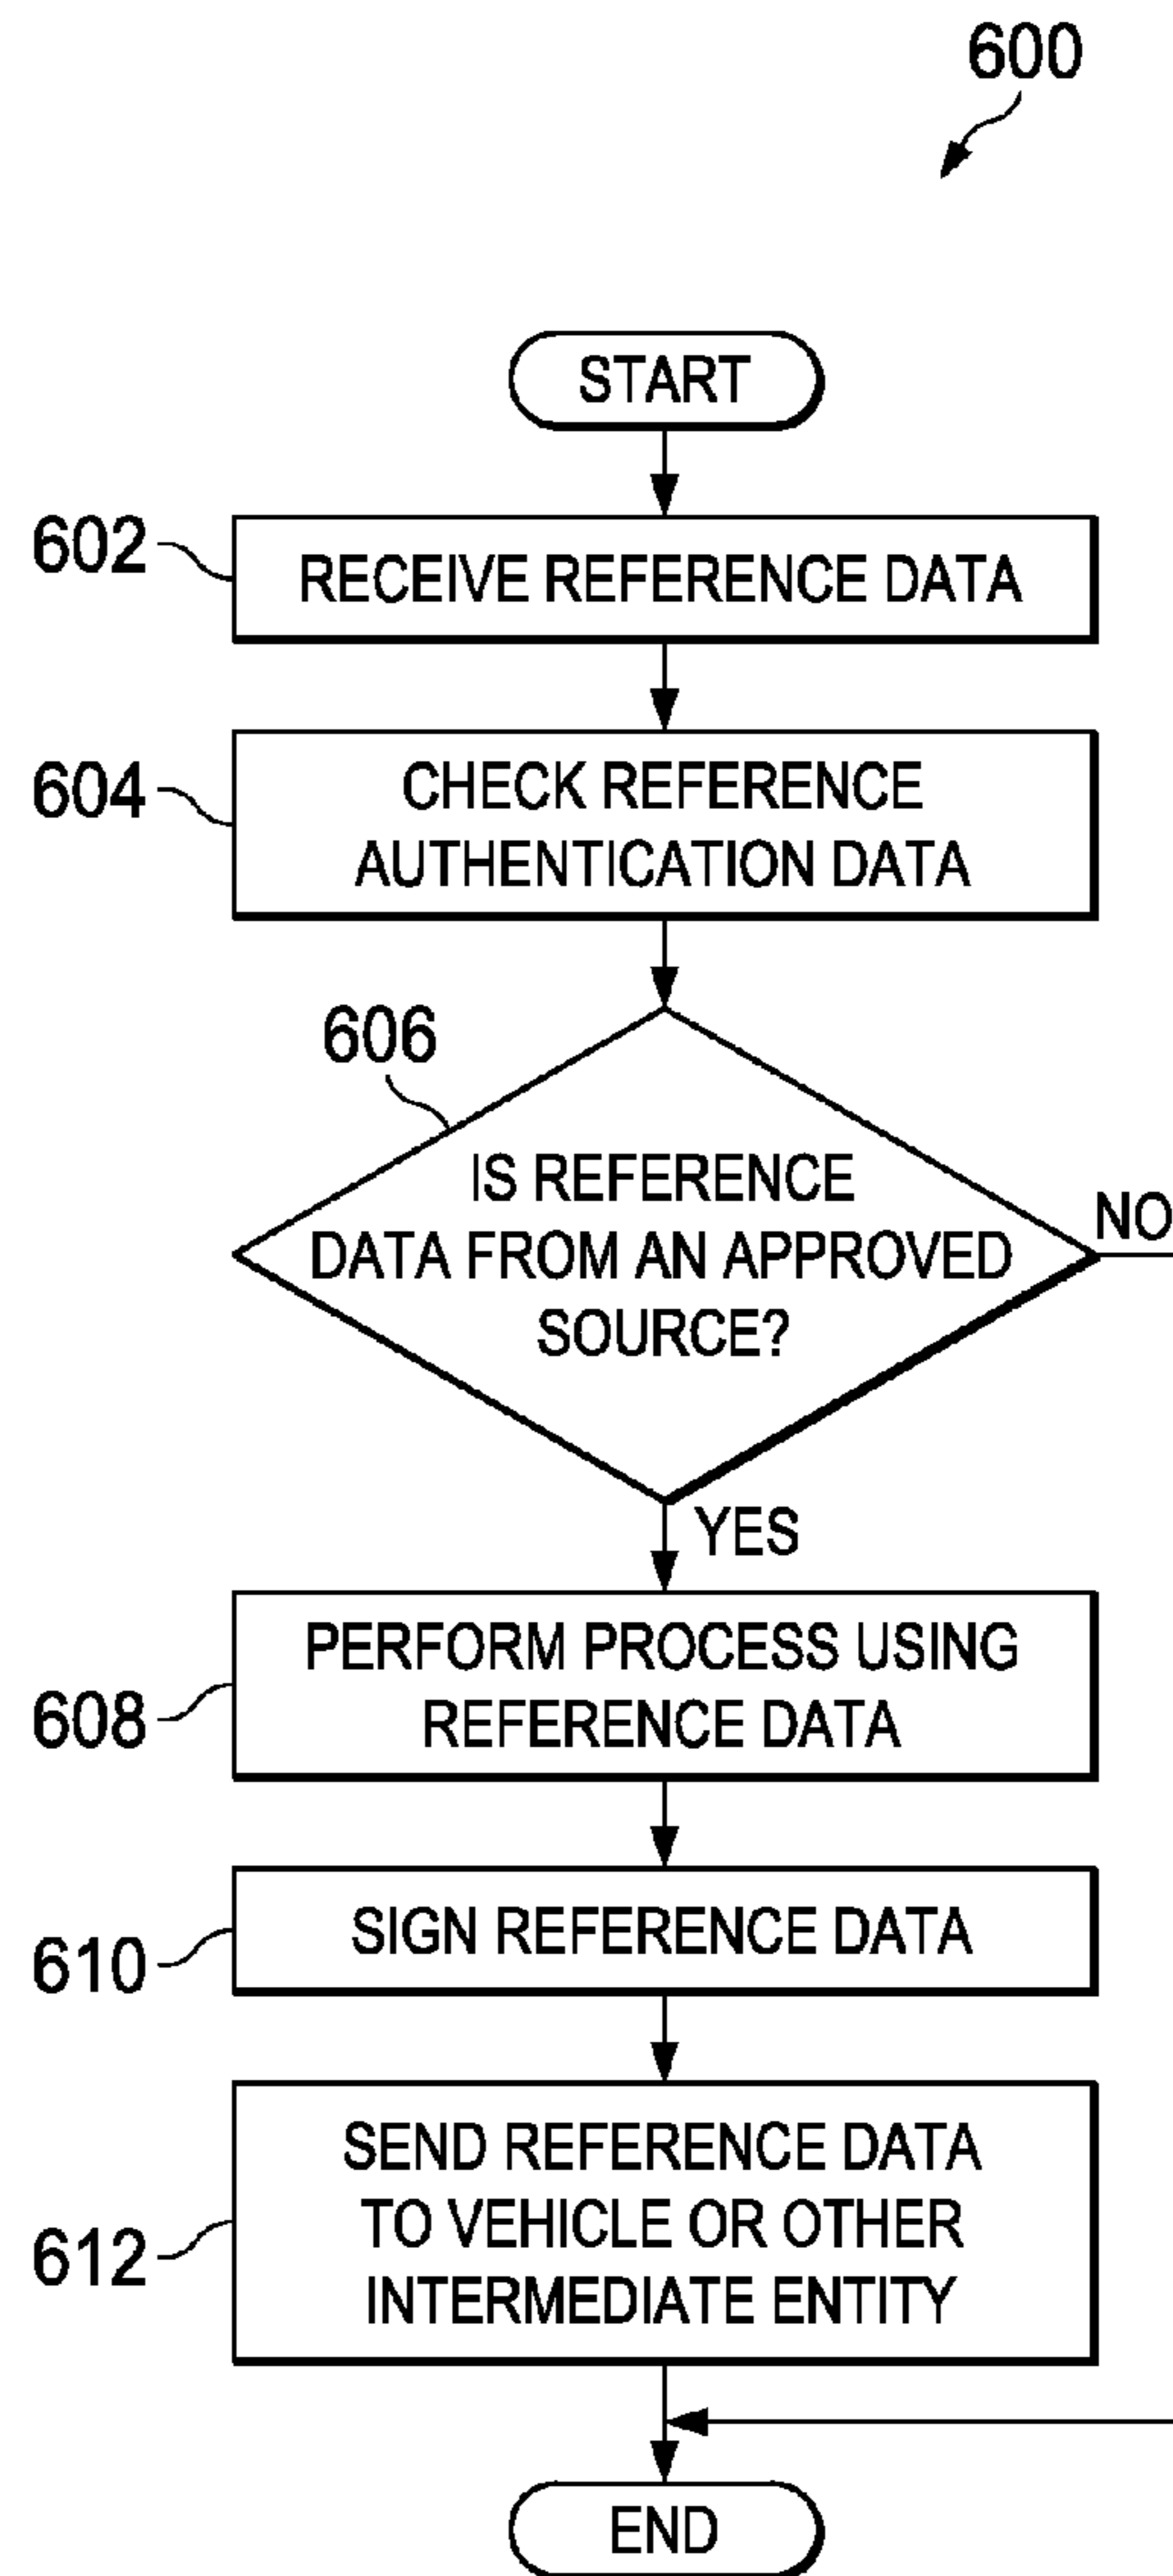 600
START
602
RECEIVE REFERENCE DATA
604
CHECK REFERENCE
AUTHENTICATION DATA
606
IS REFERENCE
DATA FROM AN APPROVED
SOURCE?
NO
YES
608
PERFORM PROCESS USING
REFERENCE DATA
610
SIGN REFERENCE DATA
612
SEND REFERENCE DATA
TO VEHICLE OR OTHER
INTERMEDIATE ENTITY
END